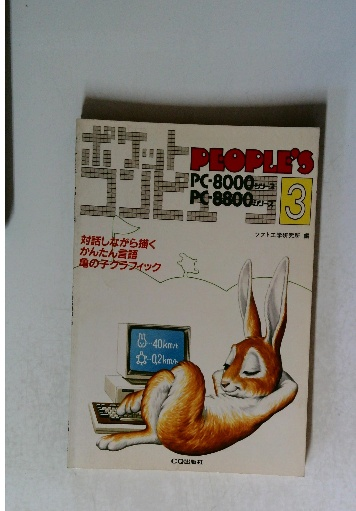 ポケット
コンピュータ
PEOPLE'S
PC-8000シリーズ
PC-8800シリーズ
3
ソフト工学研究所 編
対話しながら描く
かんたん言語
亀の子グラフィック
…40km/h
…0.2km/h
CQ出版社